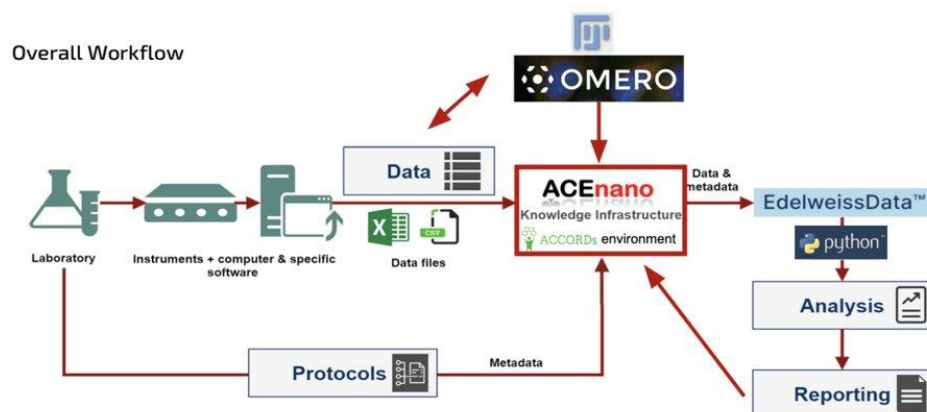 Overall Workflow
OMERO
Data
ACEnano
Knowledge Infrastructure
ACCORDs environment
Data &
metadata
EdelweissData™
python
CSV
Laboratory
Instruments + computer & specific
software
Data files
Analysis
Protocols
Metadata
Reporting